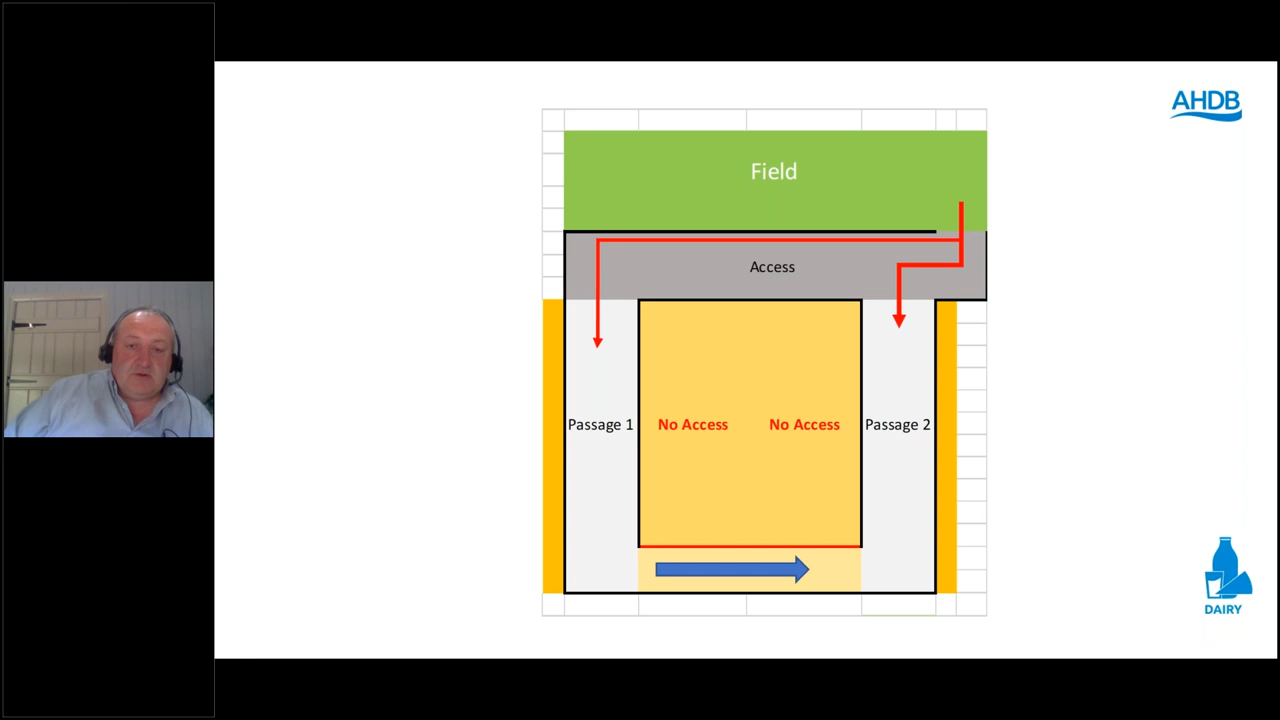 AHDB
Field
Access
Passage 1
No Access
No Access
Passage 2
DAIRY